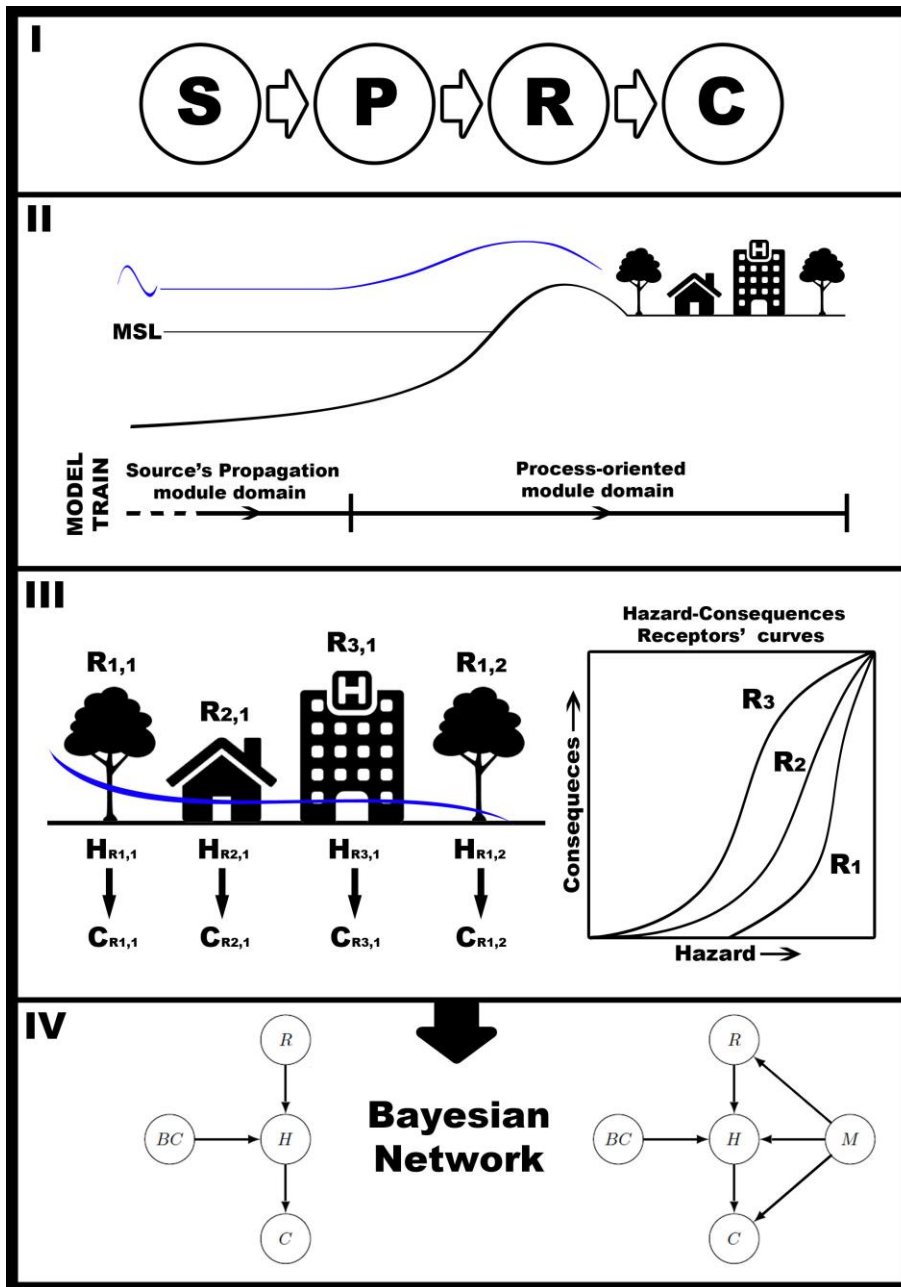 I
S P R C
II
H
MSL
MODEL
TRAIN
Source's Propagation
module domain
Process-oriented
module domain
III
R1,1
R2,1
R3,1
R1,2
H
HR1,1 HR2,1 HR3,1 HR1,2
CR1,1 CR2,1 CR3,1 CR1,2
Hazard-Consequences
Receptors' curves
Consequeces
R3
R2
R1
Hazard
IV
R
BC H
C
Bayesian
Network
R
BC H M
C